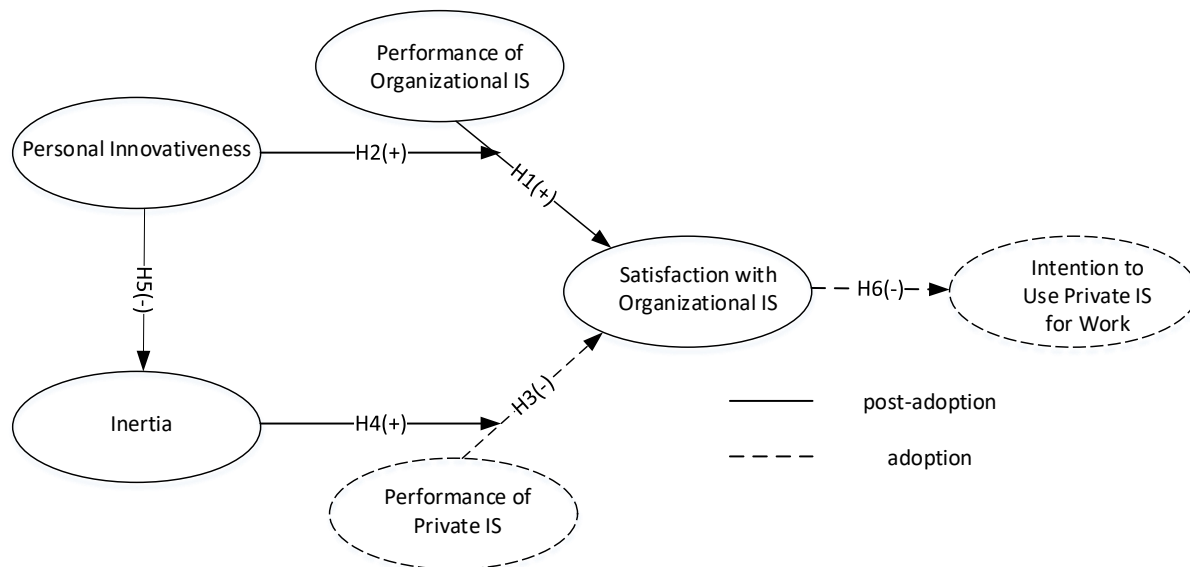 Performance of
Organizational IS
Personal Innovativeness
H2(+)
H1(+)
H5(-)
Satisfaction with
Organizational IS
H6(-)
Intention to
Use Private IS
for Work
H3(-)
Inertia
H4(+)
Performance of
Private IS
post-adoption
adoption